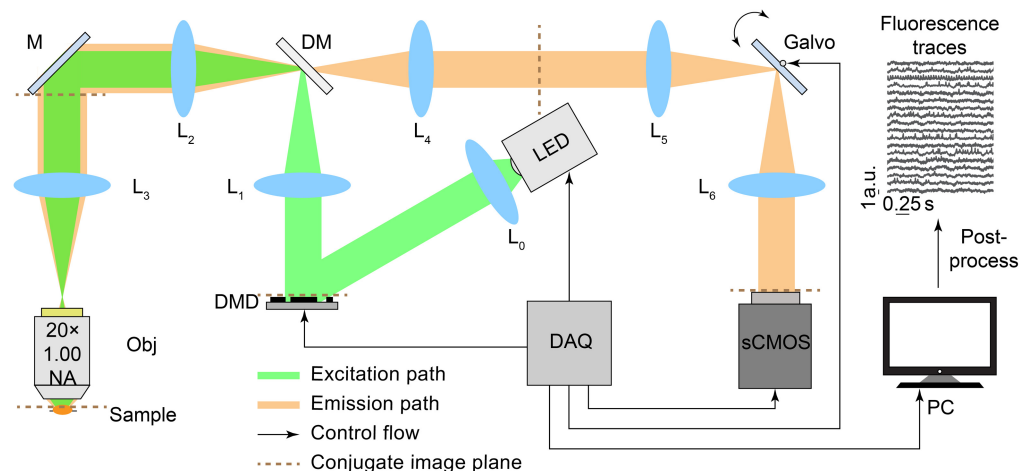 M
DM
Galvo
Fluorescence
traces
L2
L4
L5
LED
L3
L1
L6
L0
1a.u.
0.25 s
Post-
process
DMD
20×
1.00
NA
Obj
DAQ
sCMOS
Excitation path
Emission path
Sample
PC
Control flow
Conjugate image plane